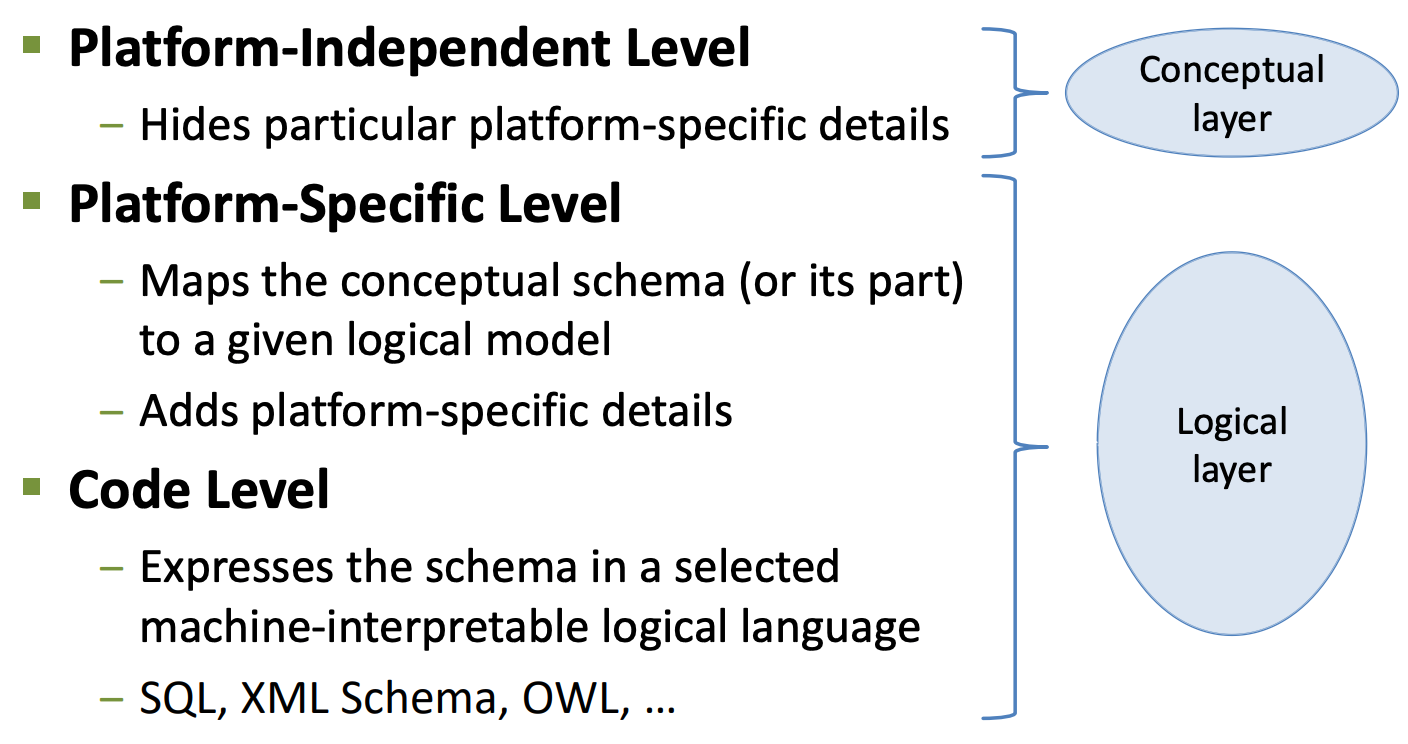 ▪ Platform-Independent Level
– Hides particular platform-specific details
▪ Platform-Specific Level
– Maps the conceptual schema (or its part)
to a given logical model
– Adds platform-specific details
▪ Code Level
– Expresses the schema in a selected
machine-interpretable logical language
– SQL, XML Schema, OWL, …
Conceptual
layer
Logical
layer